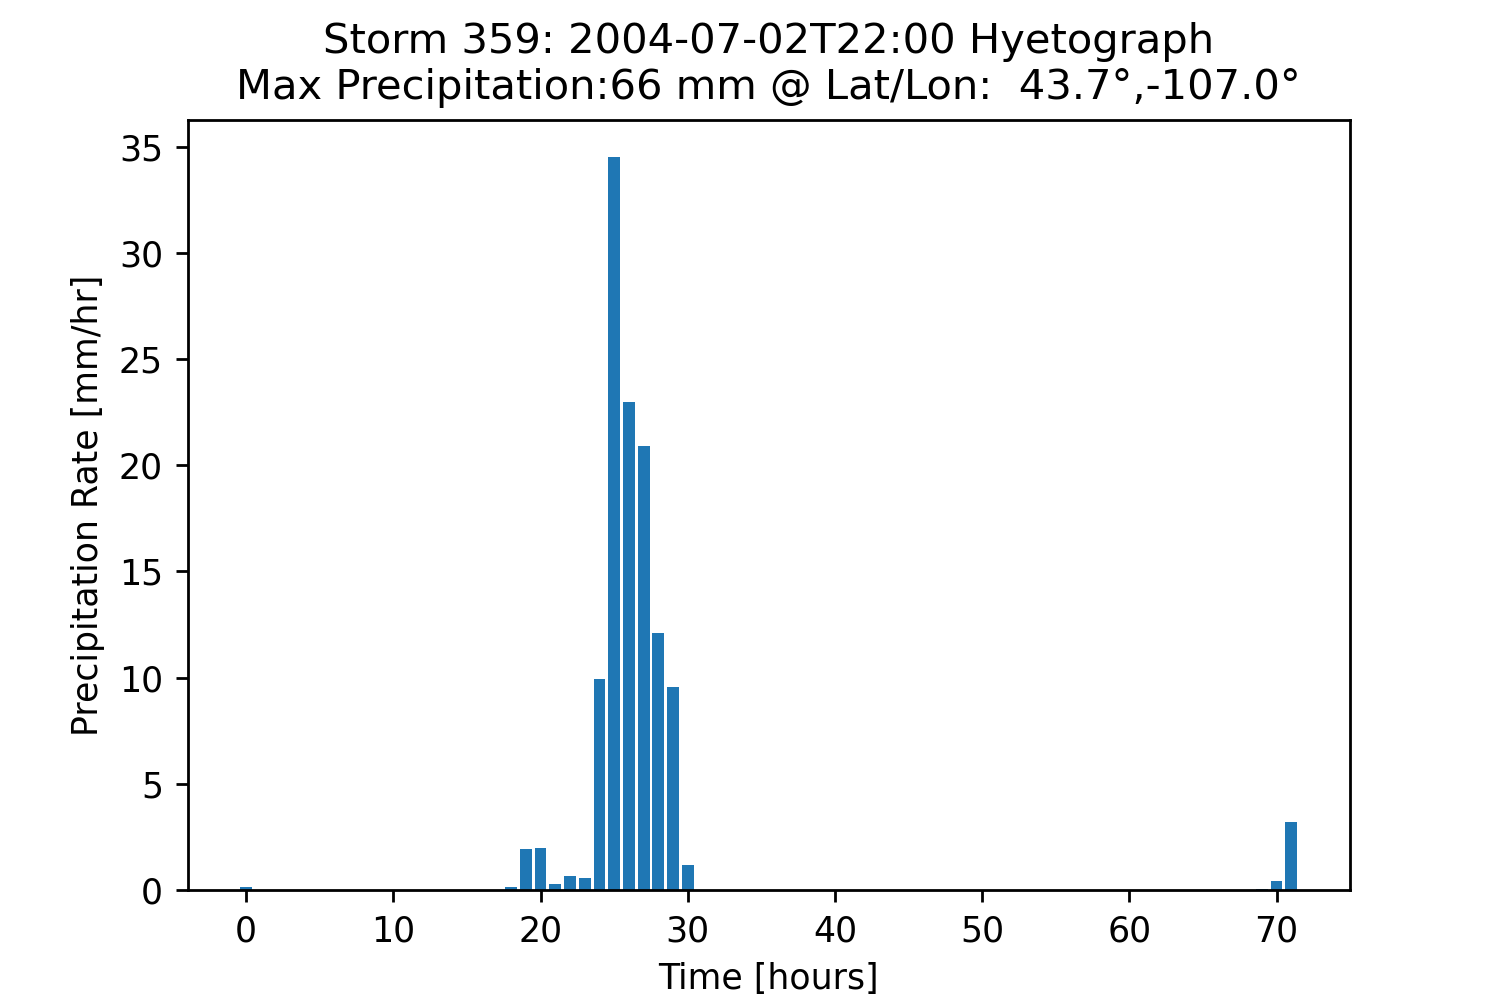 Storm 359: 2004-07-02T22:00 Hyetograph
Max Precipitation:66 mm @ Lat/Lon:  43.7°,-107.0°
Precipitation Rate [mm/hr]
35
30
25
20
15
10
5
0
0 10 20 30 40 50 60 70
Time [hours]